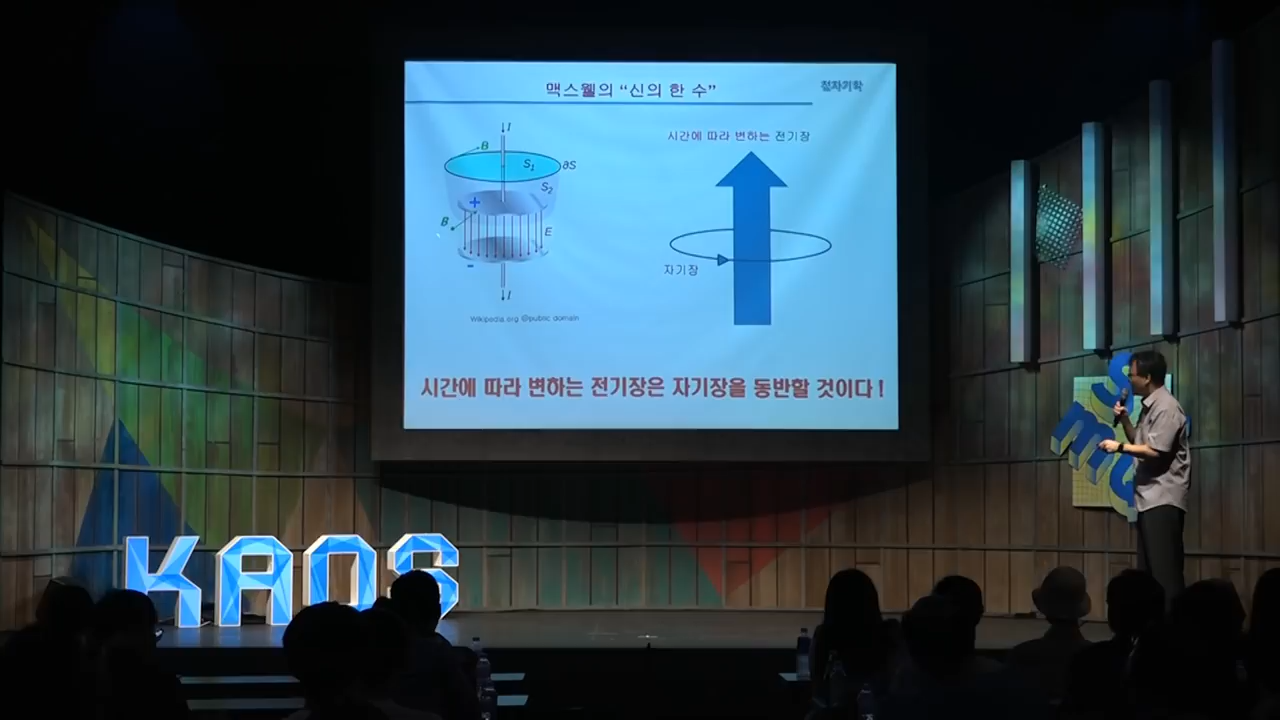 맥스웰의 “신의 한 수”
전자기학
I
B
S1
∂S
S2
+
B
E
-
I
Wikipedia.org @public domain
시간에 따라 변하는 전기장
자기장
시간에 따라 변하는 전기장은 자기장을 동반할 것이다 !
KAOS